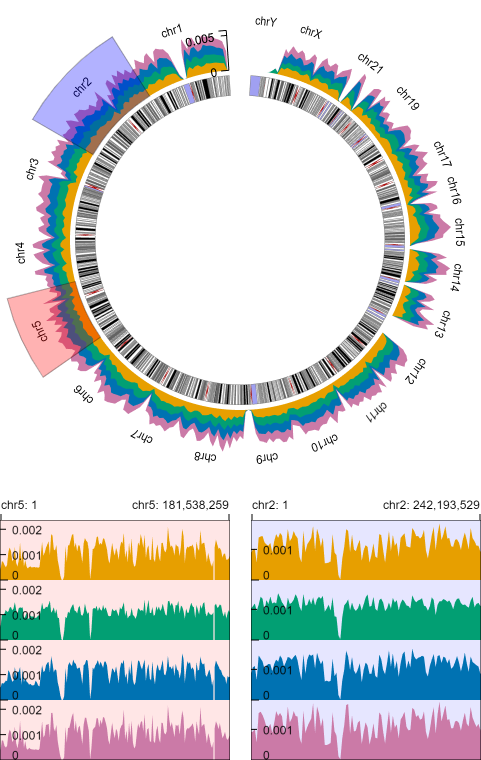 chrY
chrX
chr21
chr19
chr17
chr16
chr15
chr14
chr13
chr12
chr11
chr10
chr9
chr8
chr7
chr6
chr5
chr4
chr3
chr2
chr1
0.005
0
chr5: 1 chr5: 181,538,259
0.002
0.001
0
0.002
0.001
0
0.002
0.001
0
0.002
0.001
0
chr2: 1 chr2: 242,193,529
0.001
0
0.001
0
0.001
0
0.001
0